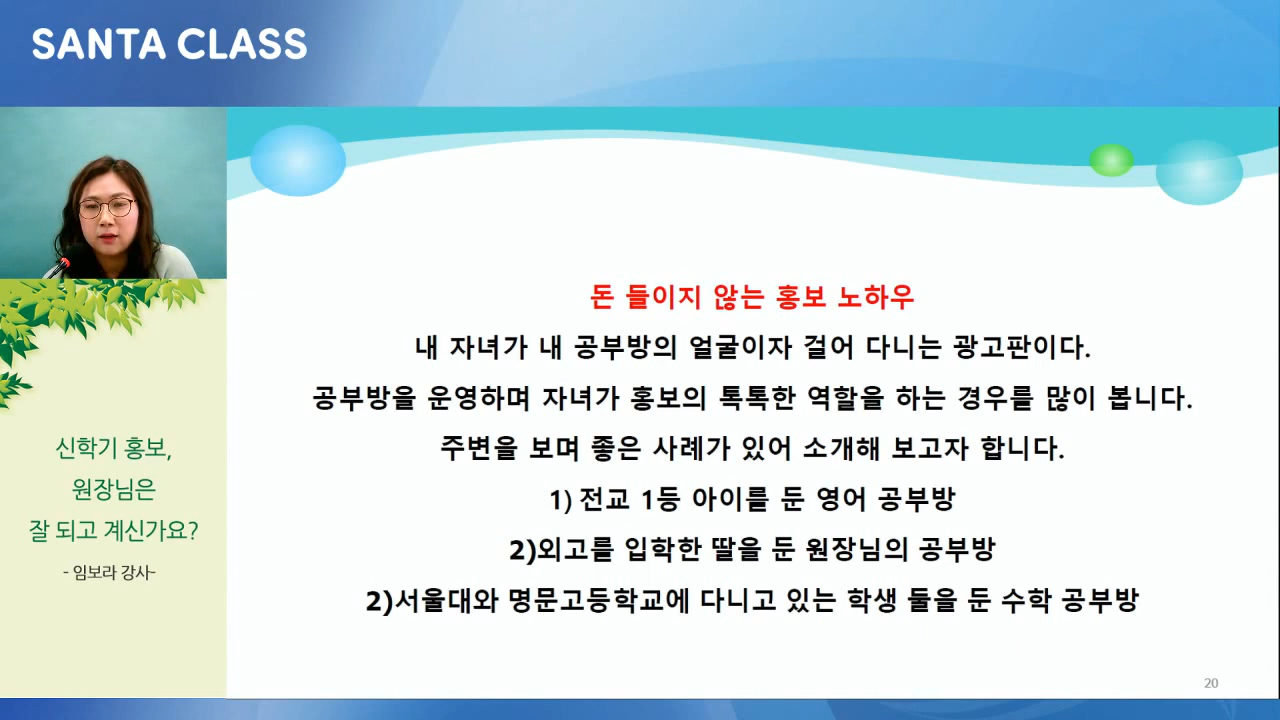 SANTA CLASS
돈 들이지 않는 홍보 노하우
내 자녀가 내 공부방의 얼굴이자 걸어 다니는 광고판이다.
공부방을 운영하며 자녀가 홍보의 톡톡한 역할을 하는 경우를 많이 봅니다.
주변을 보며 좋은 사례가 있어 소개해 보고자 합니다.
1) 전교 1등 아이를 둔 영어 공부방
2)외고를 입학한 딸을 둔 원장님의 공부방
2)서울대와 명문고등학교에 다니고 있는 학생 둘을 둔 수학 공부방
신학기 홍보,
원장님은
잘 되고 계신가요?
- 임보라 강사-
20